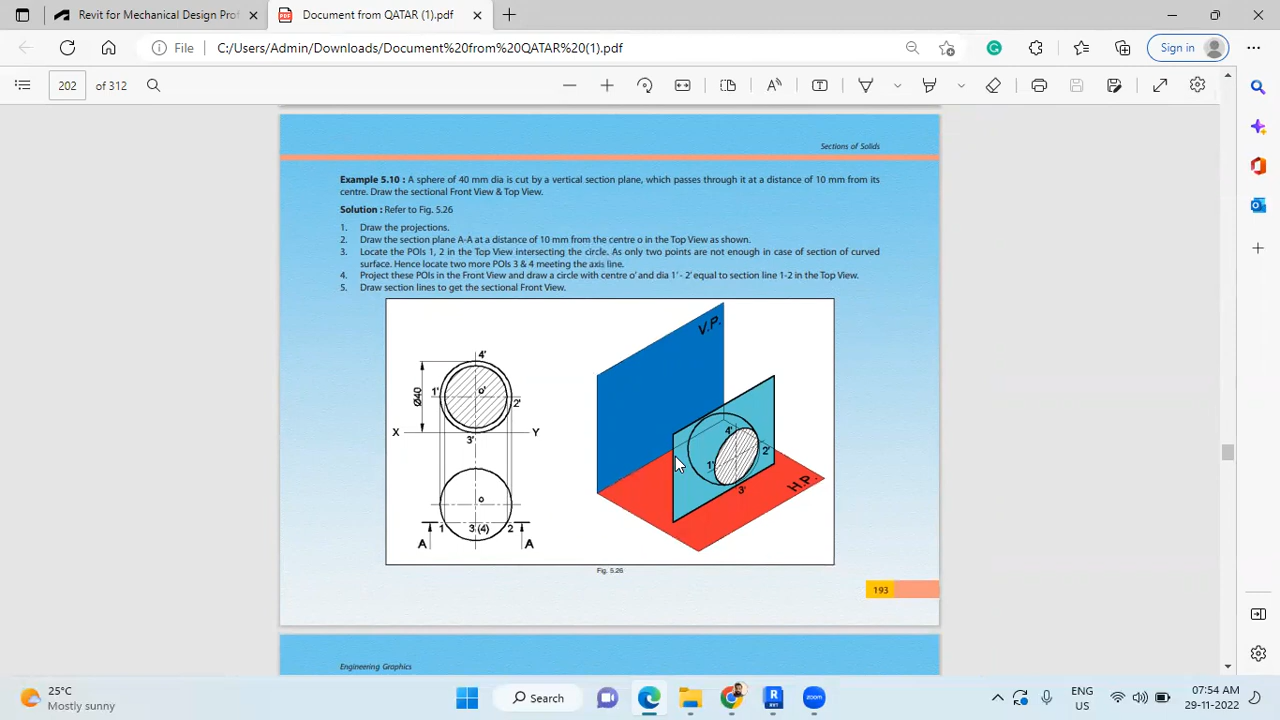 Revit for Mechanical Design Prof
Document from QATAR (1).pdf
File
C:/Users/Admin/Downloads/Document%20from%20QATAR%20(1).pdf
Sign in
202
of 312
Sections of Solids
Example 5.10 : A sphere of 40 mm dia is cut by a vertical section plane, which passes through it at a distance of 10 mm from its
centre. Draw the sectional Front View & Top View.
Solution : Refer to Fig. 5.26
1. Draw the projections.
2. Draw the section plane A-A at a distance of 10 mm from the centre o in the Top View as shown.
3. Locate the POIs 1, 2 in the Top View intersecting the circle. As only two points are not enough in case of section of curved
surface. Hence locate two more POIs 3 & 4 meeting the axis line.
4. Project these POIs in the Front View and draw a circle with centre o' and dia 1' - 2' equal to section line 1-2 in the Top View.
5. Draw section lines to get the sectional Front View.
4'
1'
o'
2'
Ø40
X
Y
3'
o
1
3 (4)
2
A
A
V.P.
4'
1'
2'
3'
H.P.
Fig. 5.26
193
Engineering Graphics
25°C
Mostly sunny
Search
ENG
US
07:54 AM
29-11-2022